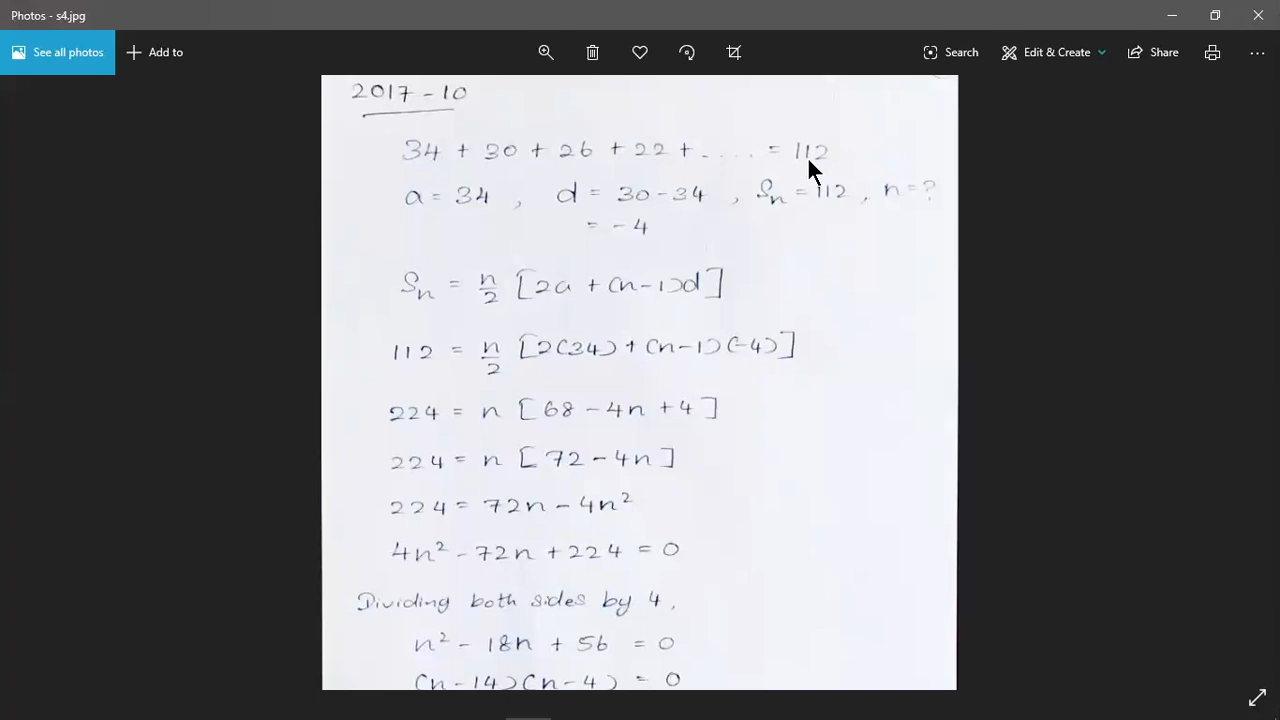 Photos - s4.jpg
See all photos
Add to
Search
Edit & Create
Share
2017 - 10
34 + 30 + 26 + 22 + ..... = 112
a = 34 , d = 30 - 34 , Sn = 112 , n = ?
= - 4
Sn = n/2 [2a + (n - 1)d]
112 = n/2 [2(34) + (n - 1)(-4)]
224 = n [68 - 4n + 4]
224 = n [72 - 4n]
224 = 72n - 4n²
4n² - 72n + 224 = 0
Dividing both sides by 4,
n² - 18n + 56 = 0
(n - 14)(n - 4) = 0